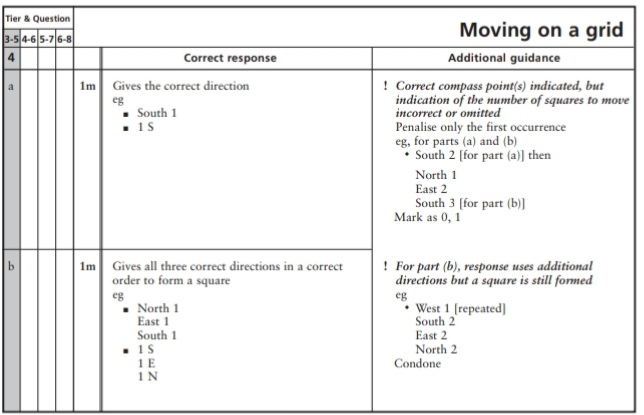 Tier & Question
3-5 4-6 5-7 6-8
Moving on a grid
4
Correct response
Additional guidance
a
1m
Gives the correct direction
eg
▪ South 1
▪ 1 S
! Correct compass point(s) indicated, but
indication of the number of squares to move
incorrect or omitted
Penalise only the first occurrence
eg, for parts (a) and (b)
• South 2 [for part (a)] then
North 1
East 2
South 3 [for part (b)]
Mark as 0, 1
b
1m
Gives all three correct directions in a correct
order to form a square
eg
▪ North 1
East 1
South 1
▪ 1 S
1 E
1 N
! For part (b), response uses additional
directions but a square is still formed
eg
• West 1 [repeated]
South 2
East 2
North 2
Condone